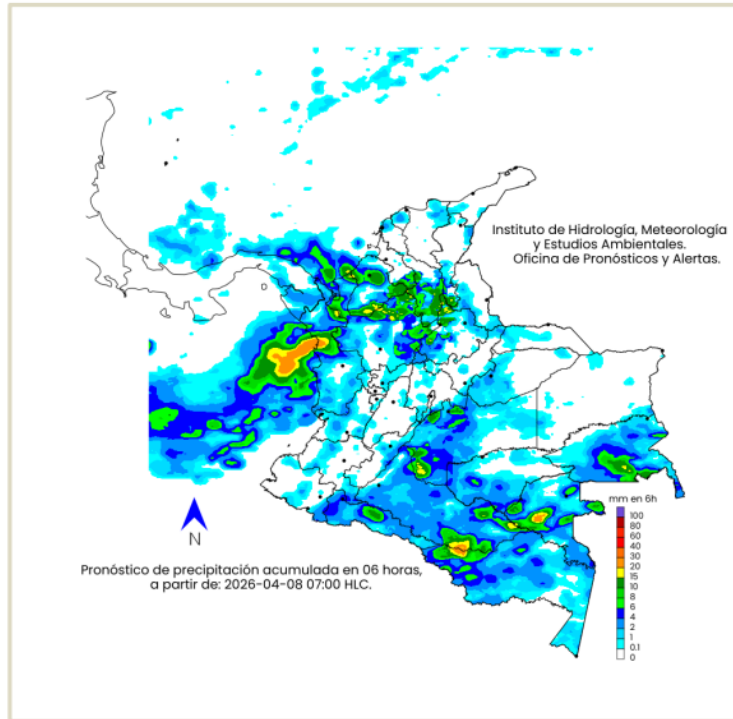 Instituto de Hidrología, Meteorología
y Estudios Ambientales.
Oficina de Pronósticos y Alertas.
N
Pronóstico de precipitación acumulada en 06 horas,
a partir de: 2026-04-08 07:00 HLC.
mm en 6h
100
80
60
40
30
20
15
10
8
6
4
2
1
0.1
0